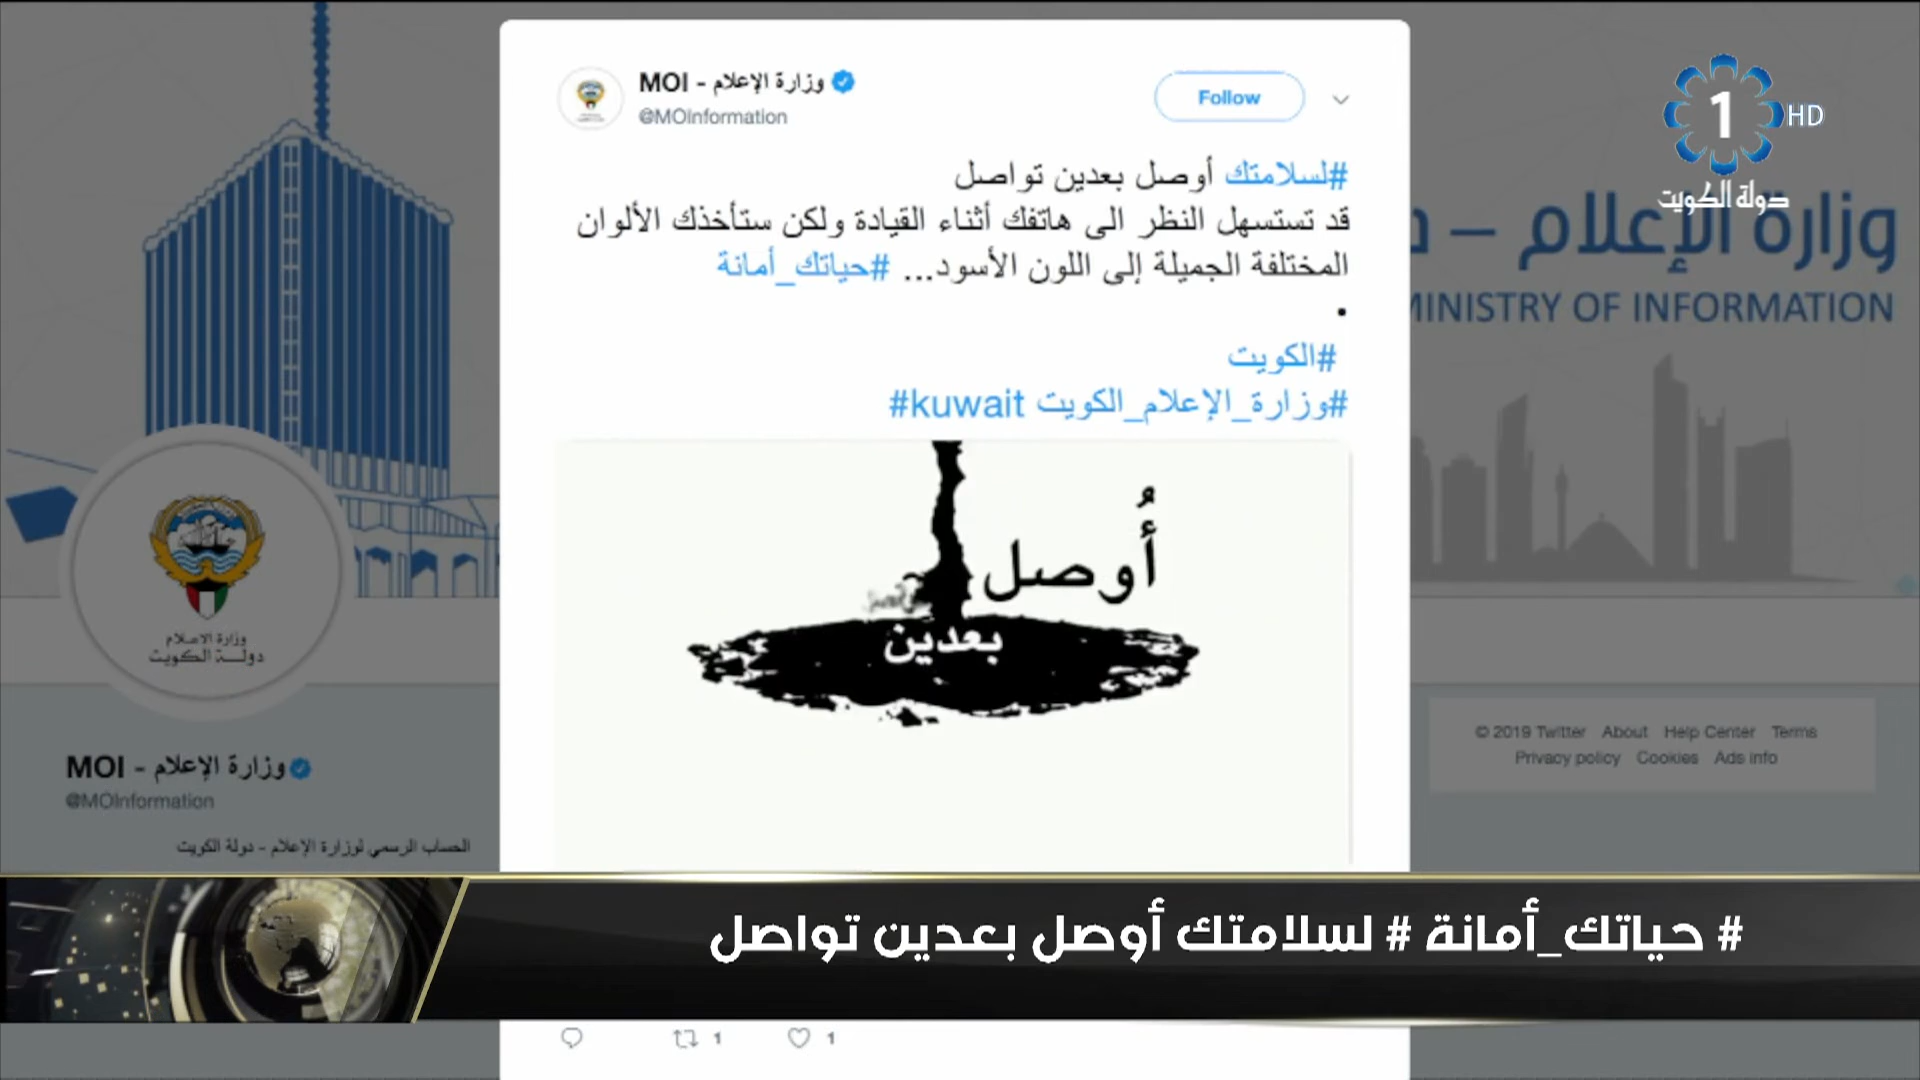 وزارة الإعلام - MOI
@MOInformation
Follow
#لسلامتك أوصل بعدين تواصل
قد تستسهل النظر الى هاتفك أثناء القيادة ولكن ستأخذك الألوان
المختلفة الجميلة إلى اللون الأسود... #حياتك_أمانة
•
#الكويت
#وزارة_الإعلام_الكويت #kuwait
أُوصل
بعدين
1 HD
دولة الكويت
وزارة الإعلام –
MINISTRY OF INFORMATION
وزارة الاعلام
دولة الكويت
وزارة الإعلام - MOI
@MOInformation
الحساب الرسمي لوزارة الإعلام - دولة الكويت
© 2019 Twitter About Help Center Terms
Privacy policy Cookies Ads info
# حياتك_أمانة # لسلامتك أوصل بعدين تواصل
1 1